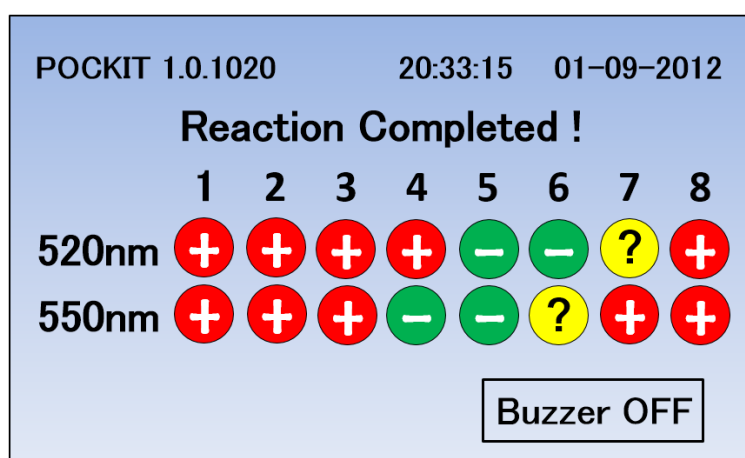 POCKIT 1.0.1020 20:33:15 01-09-2012
Reaction Completed !
1 2 3 4 5 6 7 8
520nm + + + + − − ? +
550nm + + + − − ? + +
Buzzer OFF